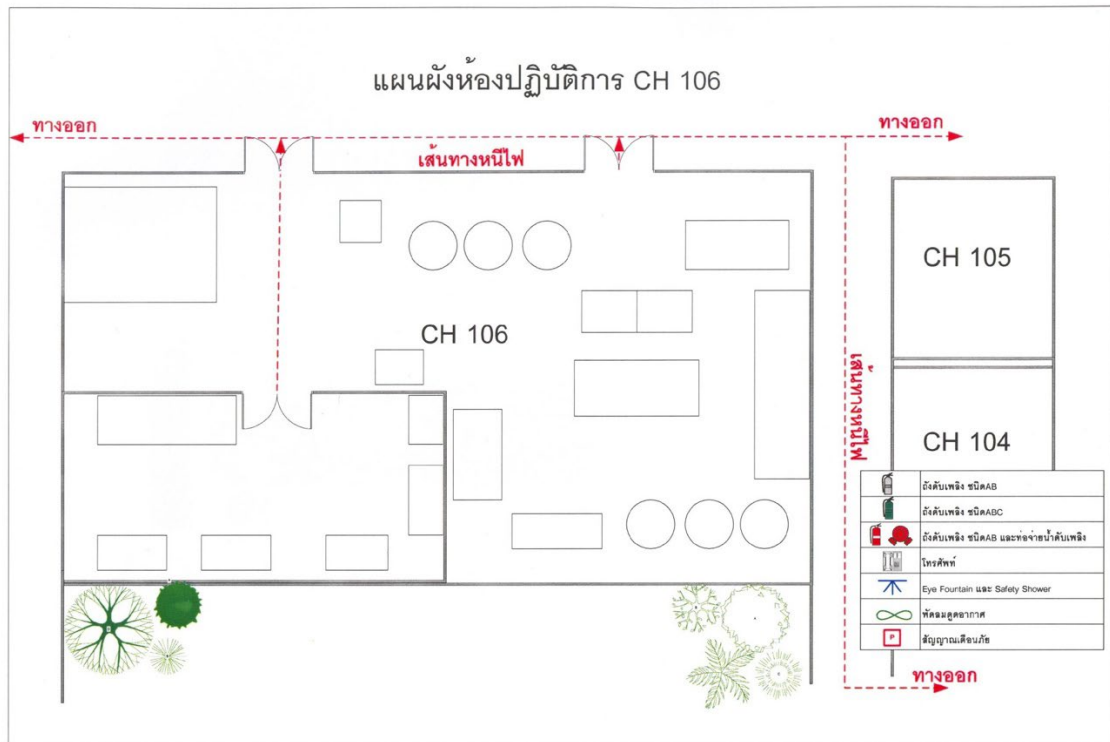 แผนผังห้องปฏิบัติการ CH 106
ทางออก
ทางออก
เส้นทางหนีไฟ
CH 105
CH 106
เส้นทางหนีไฟ
CH 104
ถังดับเพลิง ชนิดAB
ถังดับเพลิง ชนิดABC
ถังดับเพลิง ชนิดAB และท่อจ่ายน้ำดับเพลิง
โทรศัพท์
Eye Fountain และ Safety Shower
พัดลมดูดอากาศ
P
สัญญาณเตือนภัย
ทางออก